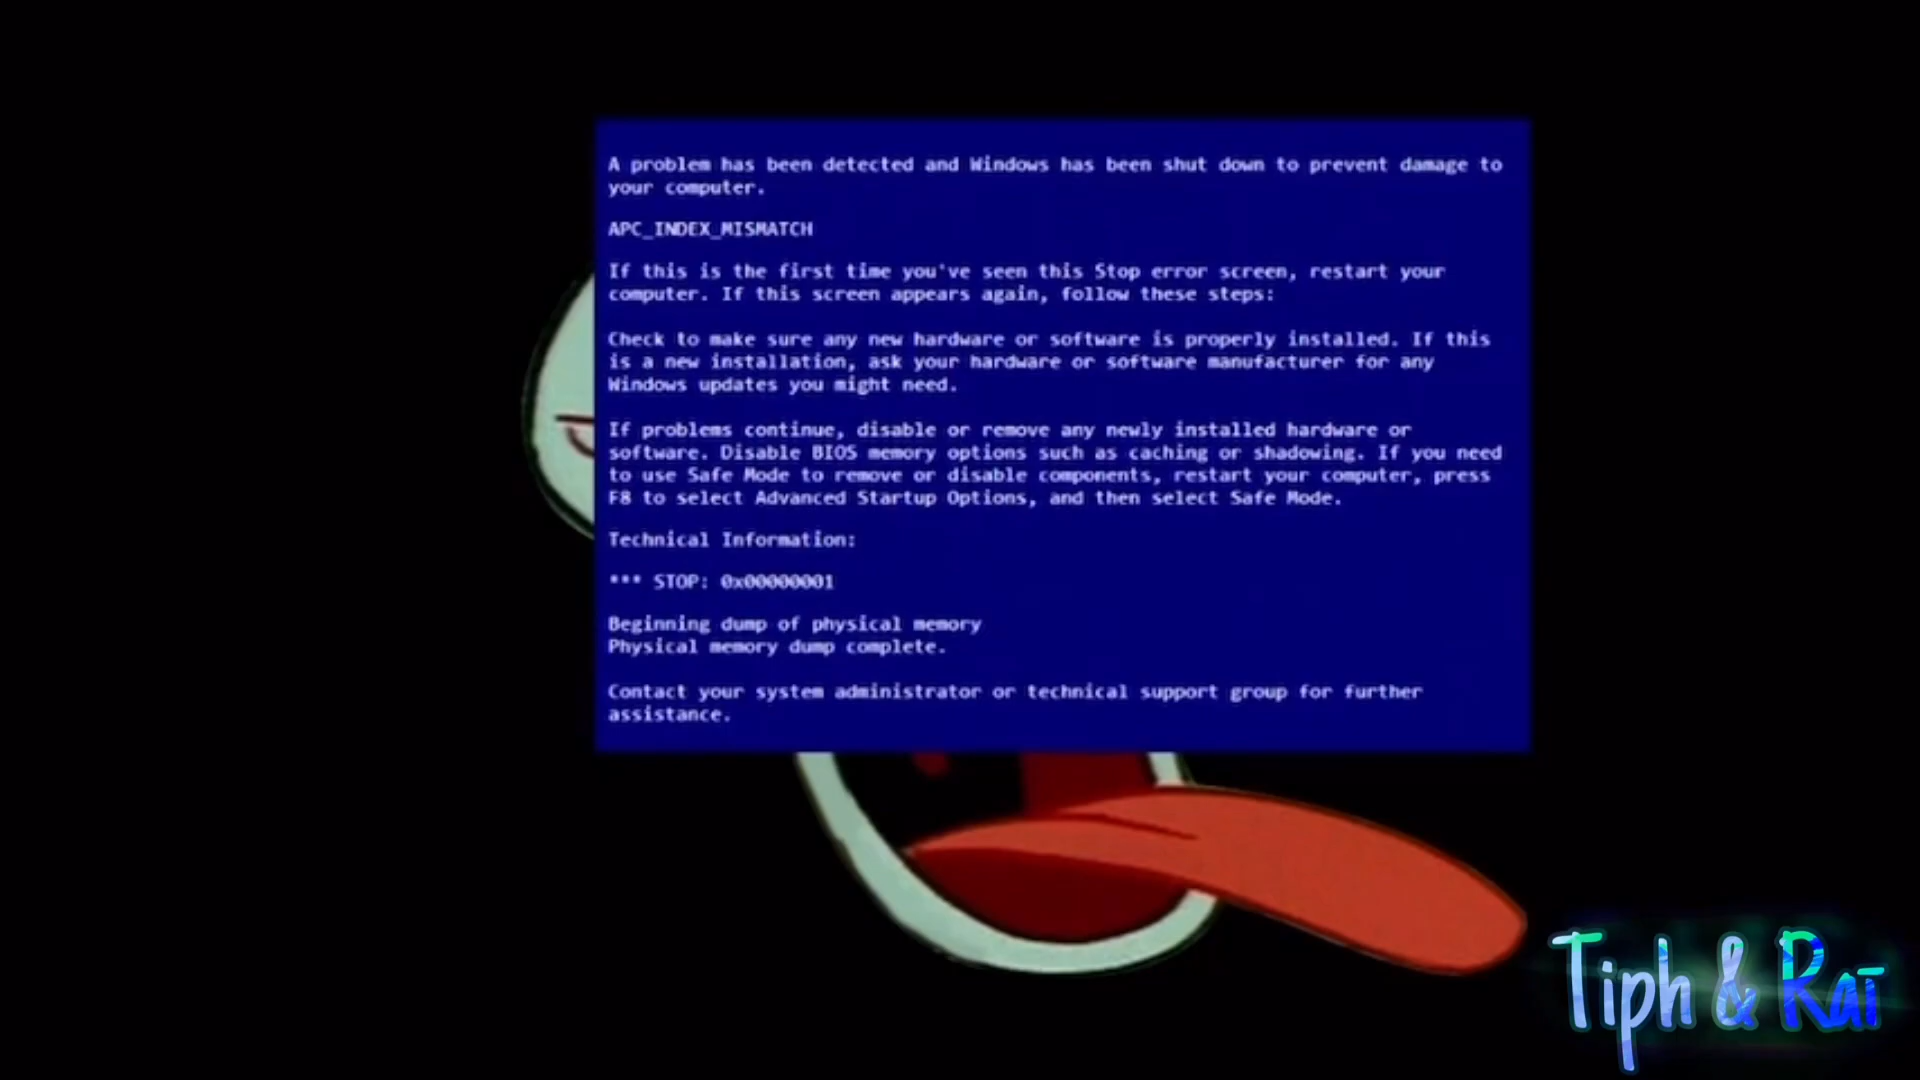 A problem has been detected and Windows has been shut down to prevent damage to
your computer.
APC_INDEX_MISMATCH
If this is the first time you've seen this Stop error screen, restart your
computer. If this screen appears again, follow these steps:
Check to make sure any new hardware or software is properly installed. If this
is a new installation, ask your hardware or software manufacturer for any
Windows updates you might need.
If problems continue, disable or remove any newly installed hardware or
software. Disable BIOS memory options such as caching or shadowing. If you need
to use Safe Mode to remove or disable components, restart your computer, press
F8 to select Advanced Startup Options, and then select Safe Mode.
Technical Information:
*** STOP: 0x00000001
Beginning dump of physical memory
Physical memory dump complete.
Contact your system administrator or technical support group for further
assistance.
Tiph & Raī